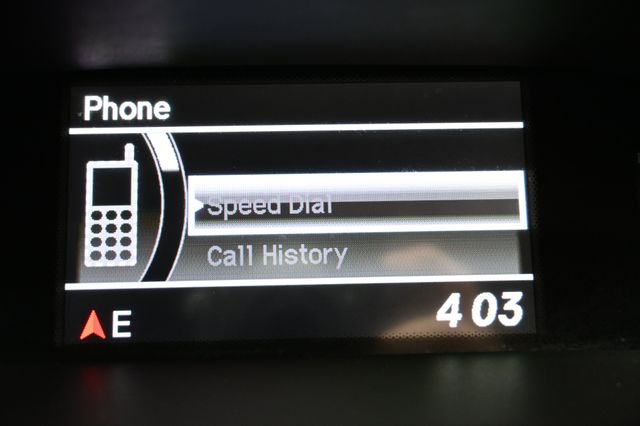 Phone
Speed Dial
Call History
E 4 03